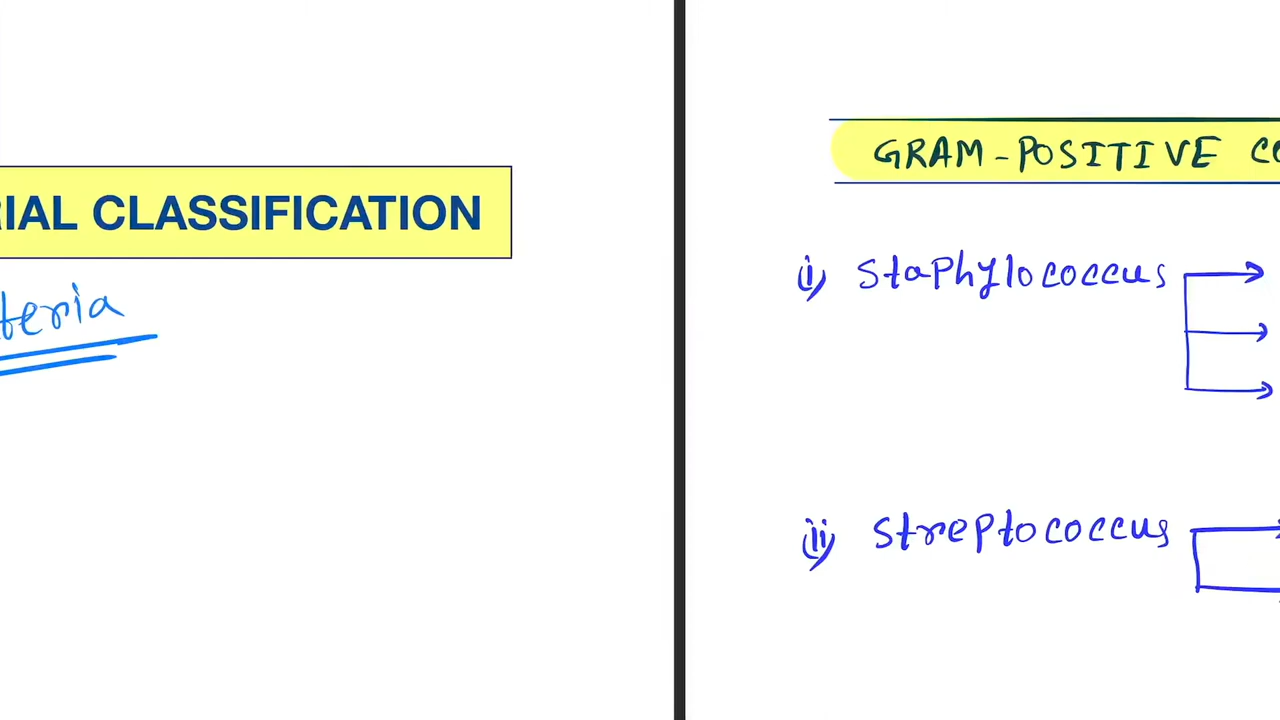 RIAL CLASSIFICATION
teria
GRAM-POSITIVE CO
(i) Staphylococcus
(ii) Streptococcus